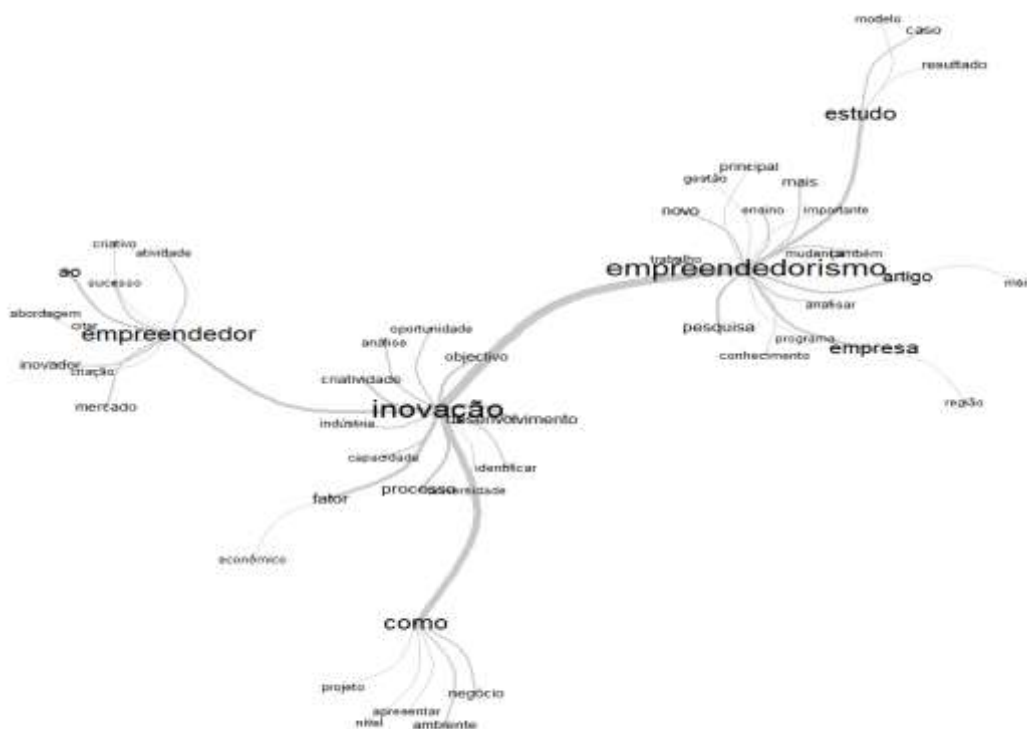 modelo
caso
resultado
estudo
principal
gestão
mais
novo
ensino
importante
criativo
atividade
mudança
também
trabalho
empreendedorismo
ao
sucesso
artigo
abordagem
analisar
criar
empreendedor
oportunidade
pesquisa
análise
programa
empresa
objectivo
conhecimento
inovador
criação
criatividade
mercado
inovação
região
desenvolvimento
indústria
capacidade
identificar
processo
fator
econômico
como
projeto
negócio
apresentar
nível
ambiente